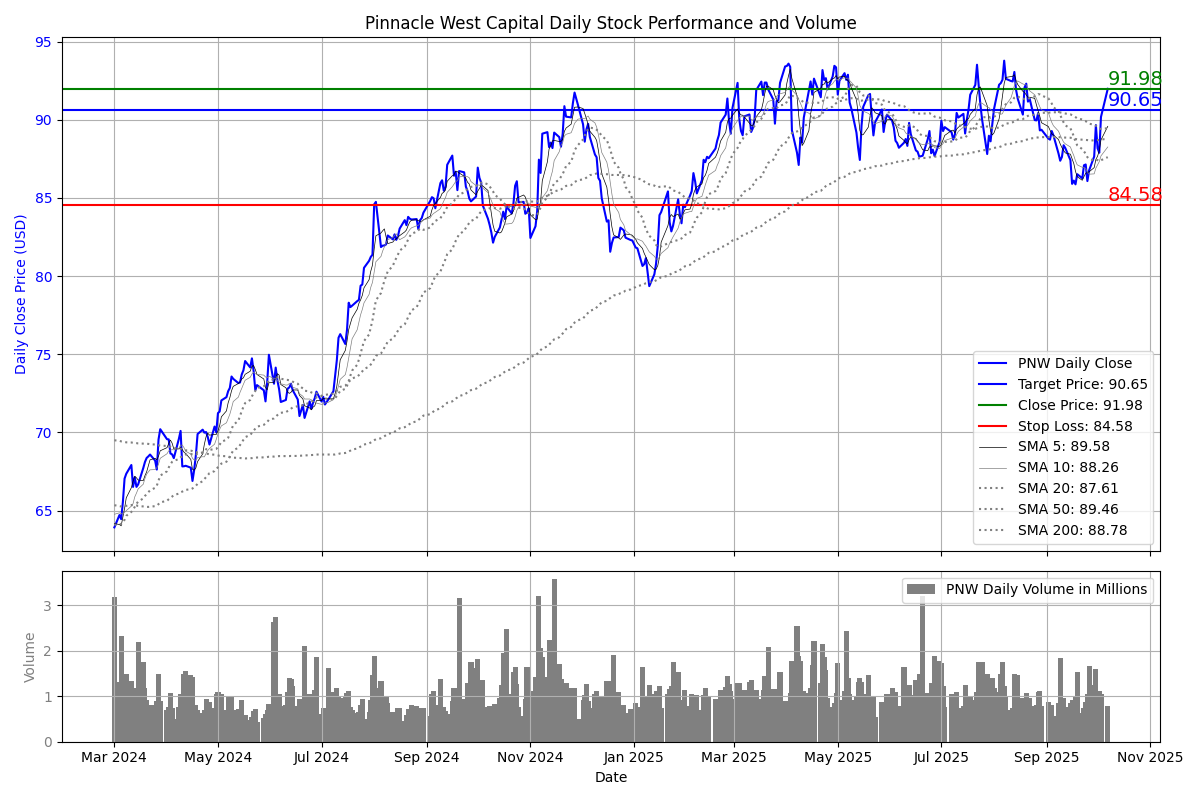 Pinnacle West Capital Daily Stock Performance and Volume
95
90
85
80
75
70
65
Daily Close Price (USD)
91.98
90.65
84.58
PNW Daily Close
Target Price: 90.65
Close Price: 91.98
Stop Loss: 84.58
SMA 5: 89.58
SMA 10: 88.26
SMA 20: 87.61
SMA 50: 89.46
SMA 200: 88.78
PNW Daily Volume in Millions
3
2
1
0
Volume
Mar 2024
May 2024
Jul 2024
Sep 2024
Nov 2024
Jan 2025
Mar 2025
May 2025
Jul 2025
Sep 2025
Nov 2025
Date